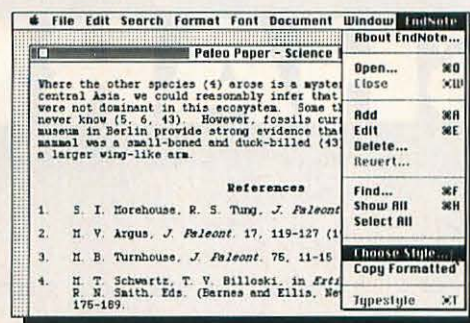 File Edit Search Format Font Document Window EndNote
Paleo Paper – Science
Where the other species (4) arose is a myster
central Asia, we could reasonably infer that
were not dominant in this ecosystem. Some t
never know (5, 6, 43). However, fossils cur
museum in Berlin provide strong evidence tha
mammal was a small-boned and duck-billed (43)
a larger wing-like arm.
References
1. S. I. Morehouse, R. S. Tung, J. Paleont
2. M. V. Argus, J. Paleont. 17, 119-127 (1
3. M. B. Turnhouse, J. Paleont. 75, 11-15
4. M. T. Schwartz, T. V. Billoski, in Exti
R. N. Smith, Eds. (Barnes and Ellis, Ne
175-189.
About EndNote...
Open... ⌘O
Close ⌘W
Add ⌘A
Edit ⌘E
Delete...
Revert...
Find... ⌘F
Show All ⌘H
Select All
Choose Style...
Copy Formatted
Typestyle ⌘T